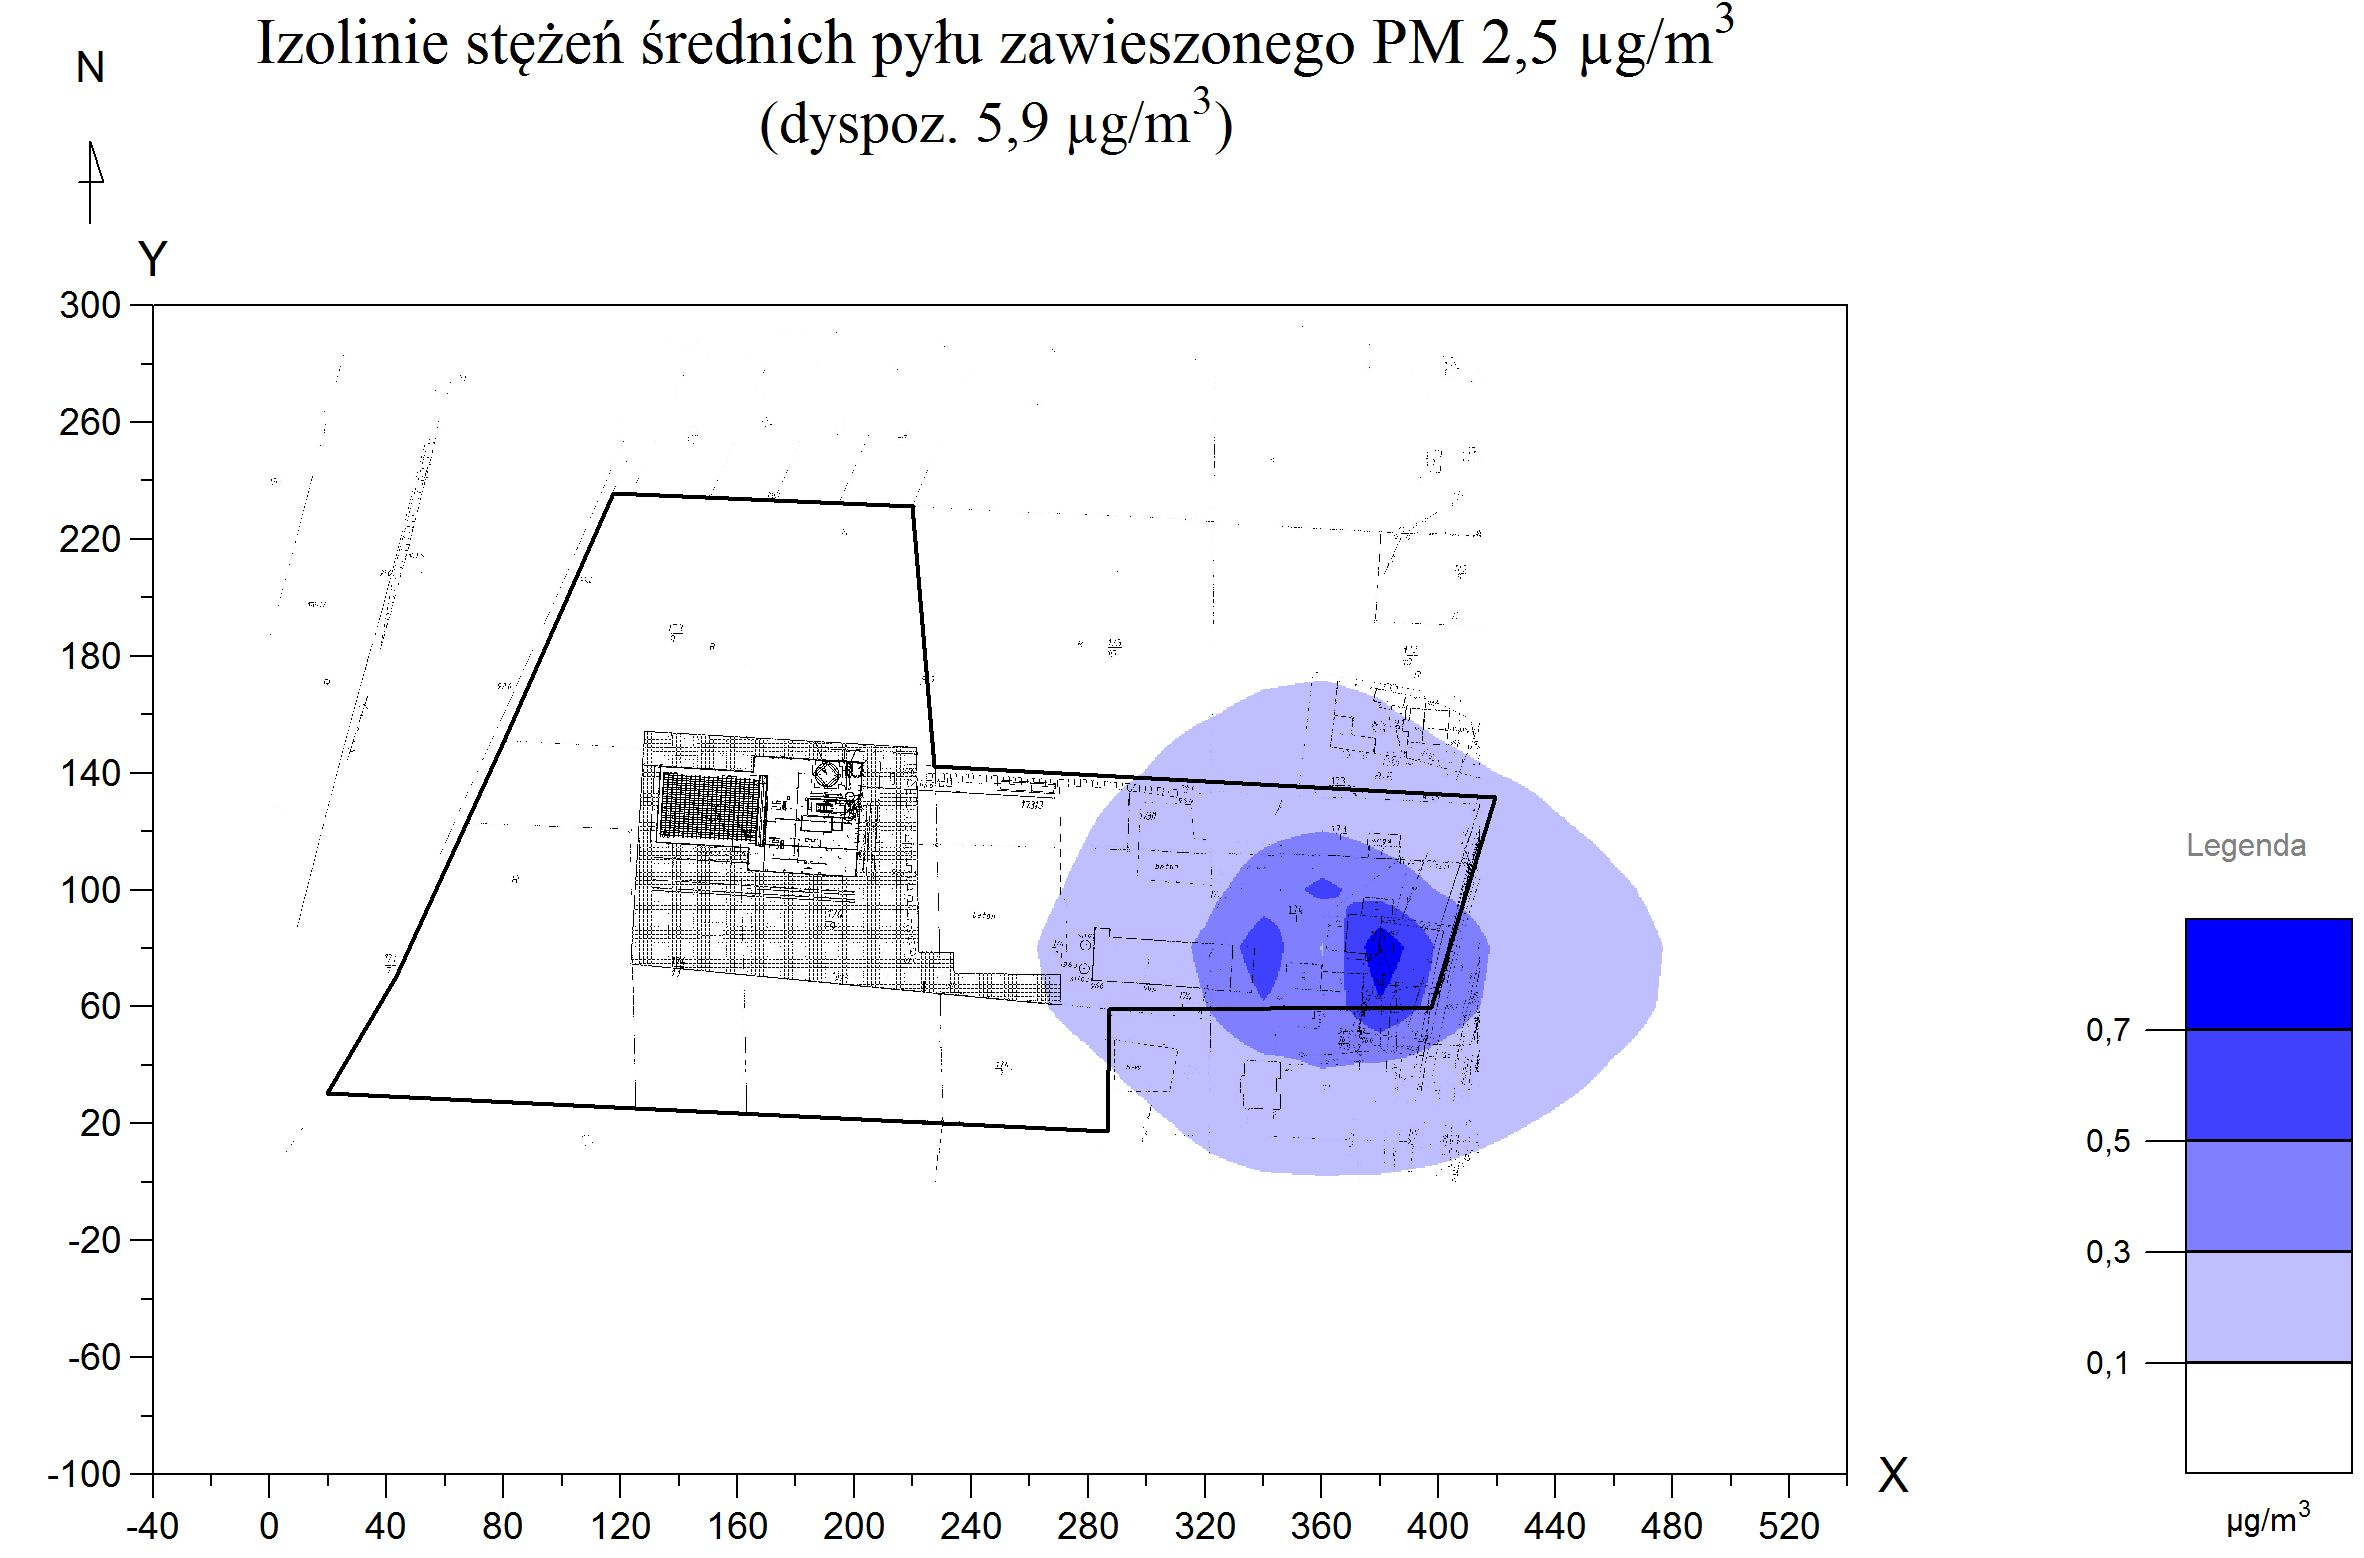 Izolinie stężeń średnich pyłu zawieszonego PM 2,5 µg/m³
(dyspoz. 5,9 µg/m³)
N
Y
300
260
220
180
140
100
60
20
-20
-60
-100
-40 0 40 80 120 160 200 240 280 320 360 400 440 480 520
X
beton
beton
Legenda
0,7
0,5
0,3
0,1
µg/m³